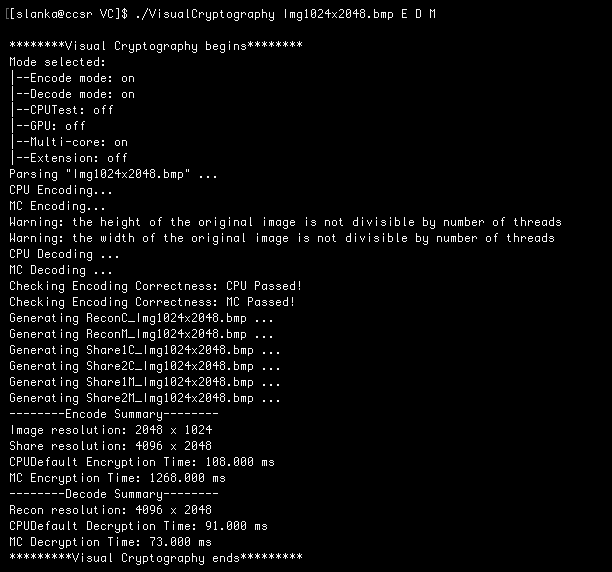 [[slanka@ccsr VC]$ ./VisualCryptography Img1024x2048.bmp E D M
********Visual Cryptography begins********
Mode selected:
|--Encode mode: on
|--Decode mode: on
|--CPUTest: off
|--GPU: off
|--Multi-core: on
|--Extension: off
Parsing "Img1024x2048.bmp" ...
CPU Encoding...
MC Encoding...
Warning: the height of the original image is not divisible by number of threads
Warning: the width of the original image is not divisible by number of threads
CPU Decoding ...
MC Decoding ...
Checking Encoding Correctness: CPU Passed!
Checking Encoding Correctness: MC Passed!
Generating ReconC_Img1024x2048.bmp ...
Generating ReconM_Img1024x2048.bmp ...
Generating Share1C_Img1024x2048.bmp ...
Generating Share2C_Img1024x2048.bmp ...
Generating Share1M_Img1024x2048.bmp ...
Generating Share2M_Img1024x2048.bmp ...
--------Encode Summary--------
Image resolution: 2048 x 1024
Share resolution: 4096 x 2048
CPUDefault Encryption Time: 108.000 ms
MC Encryption Time: 1268.000 ms
--------Decode Summary--------
Recon resolution: 4096 x 2048
CPUDefault Decryption Time: 91.000 ms
MC Decryption Time: 73.000 ms
*********Visual Cryptography ends*********